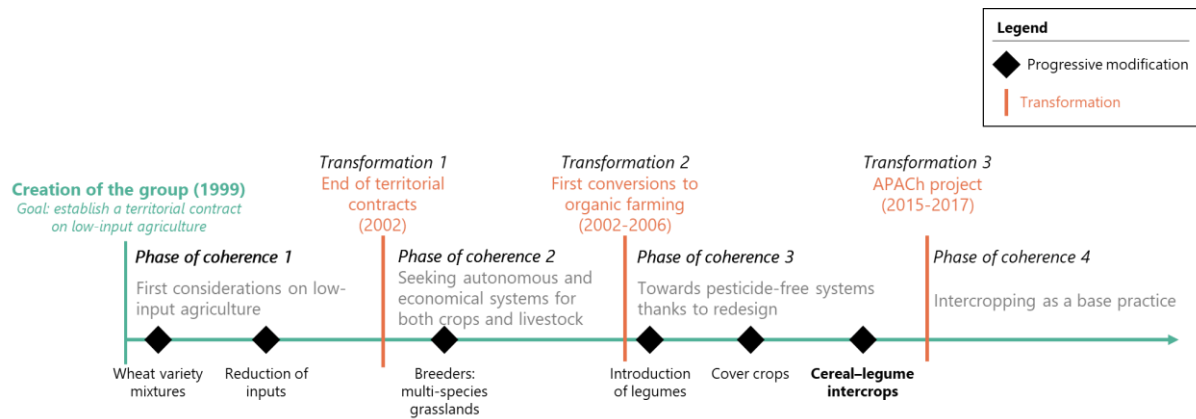 Legend
Progressive modification
Transformation
Creation of the group (1999)
Goal: establish a territorial contract
on low-input agriculture
Transformation 1
End of territorial
contracts
(2002)
Transformation 2
First conversions to
organic farming
(2002-2006)
Transformation 3
APACh project
(2015-2017)
Phase of coherence 1
First considerations on low-
input agriculture
Phase of coherence 2
Seeking autonomous and
economical systems for
both crops and livestock
Phase of coherence 3
Towards pesticide-free systems
thanks to redesign
Phase of coherence 4
Intercropping as a base practice
Wheat variety
mixtures
Reduction of
inputs
Breeders:
multi-species
grasslands
Introduction
of legumes
Cover crops
Cereal–legume
intercrops